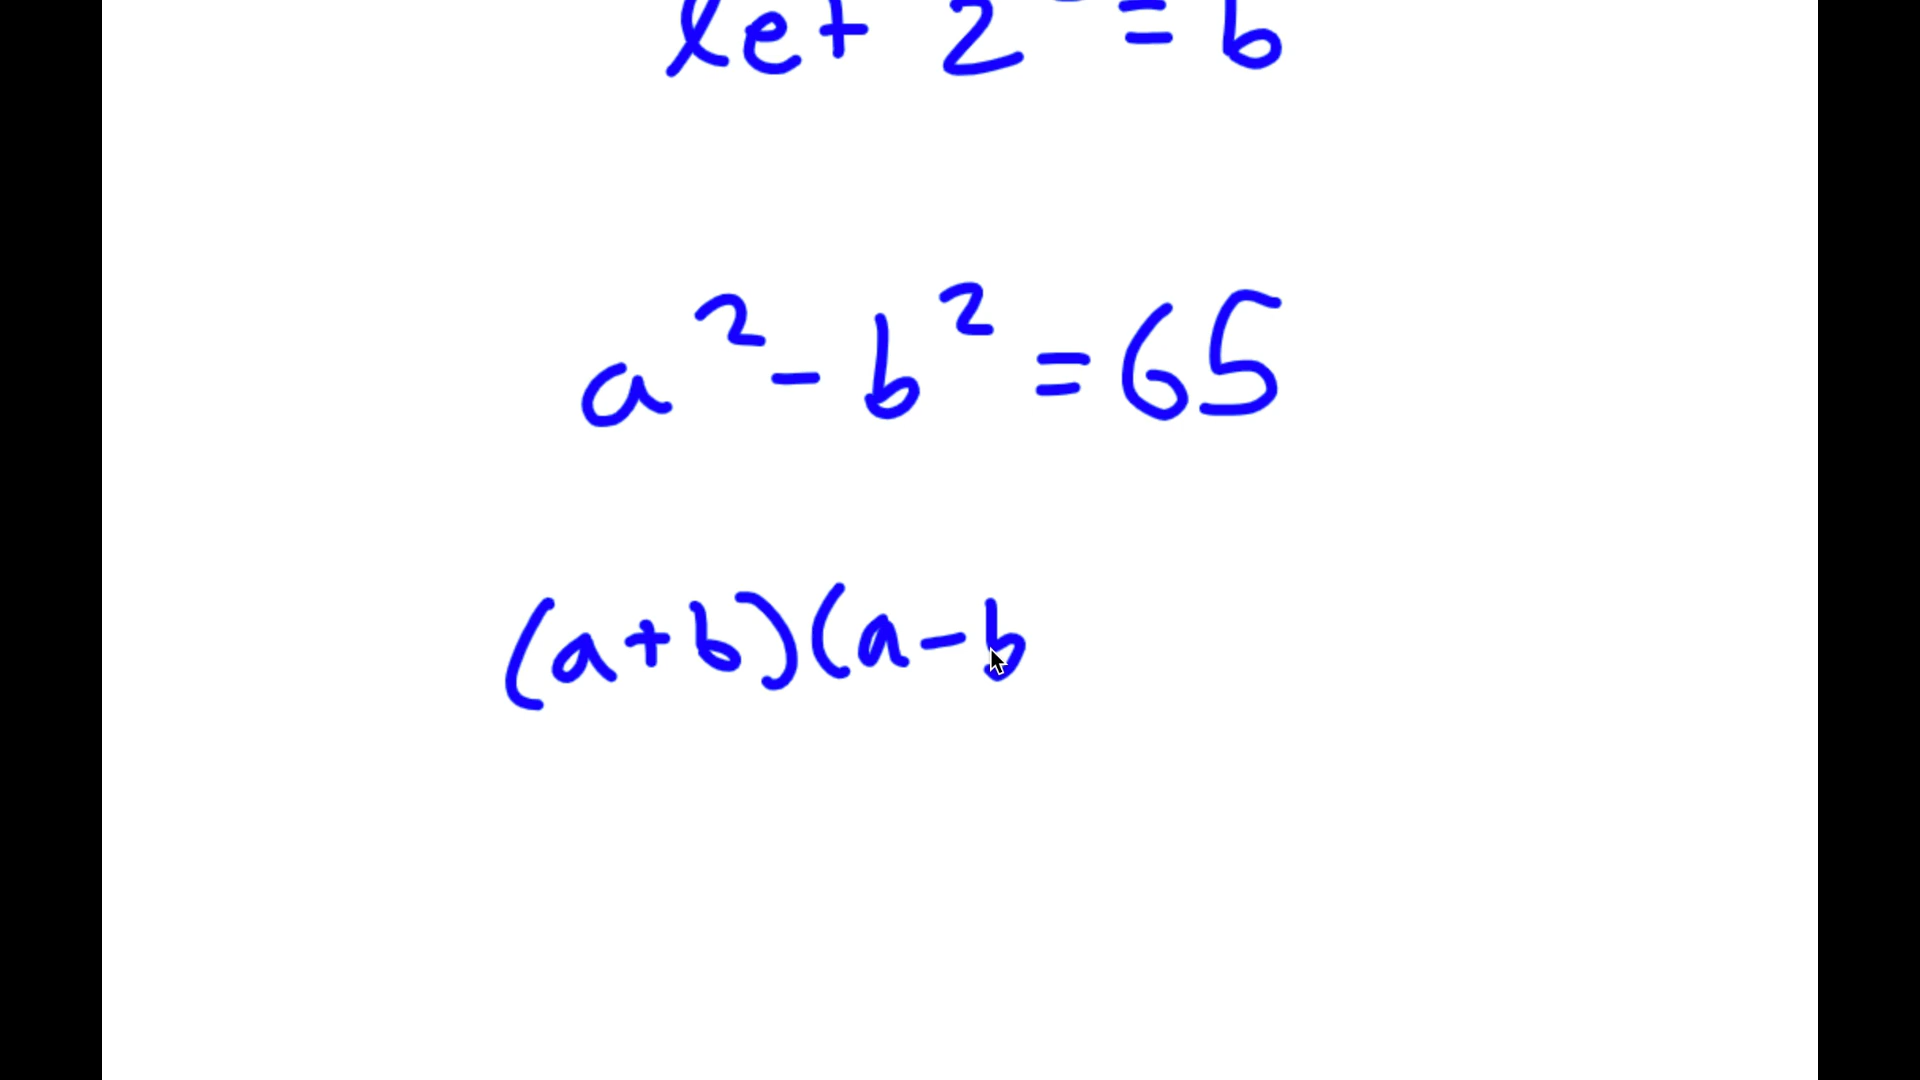 let 2 = b
a² - b² = 65
(a+b)(a-b